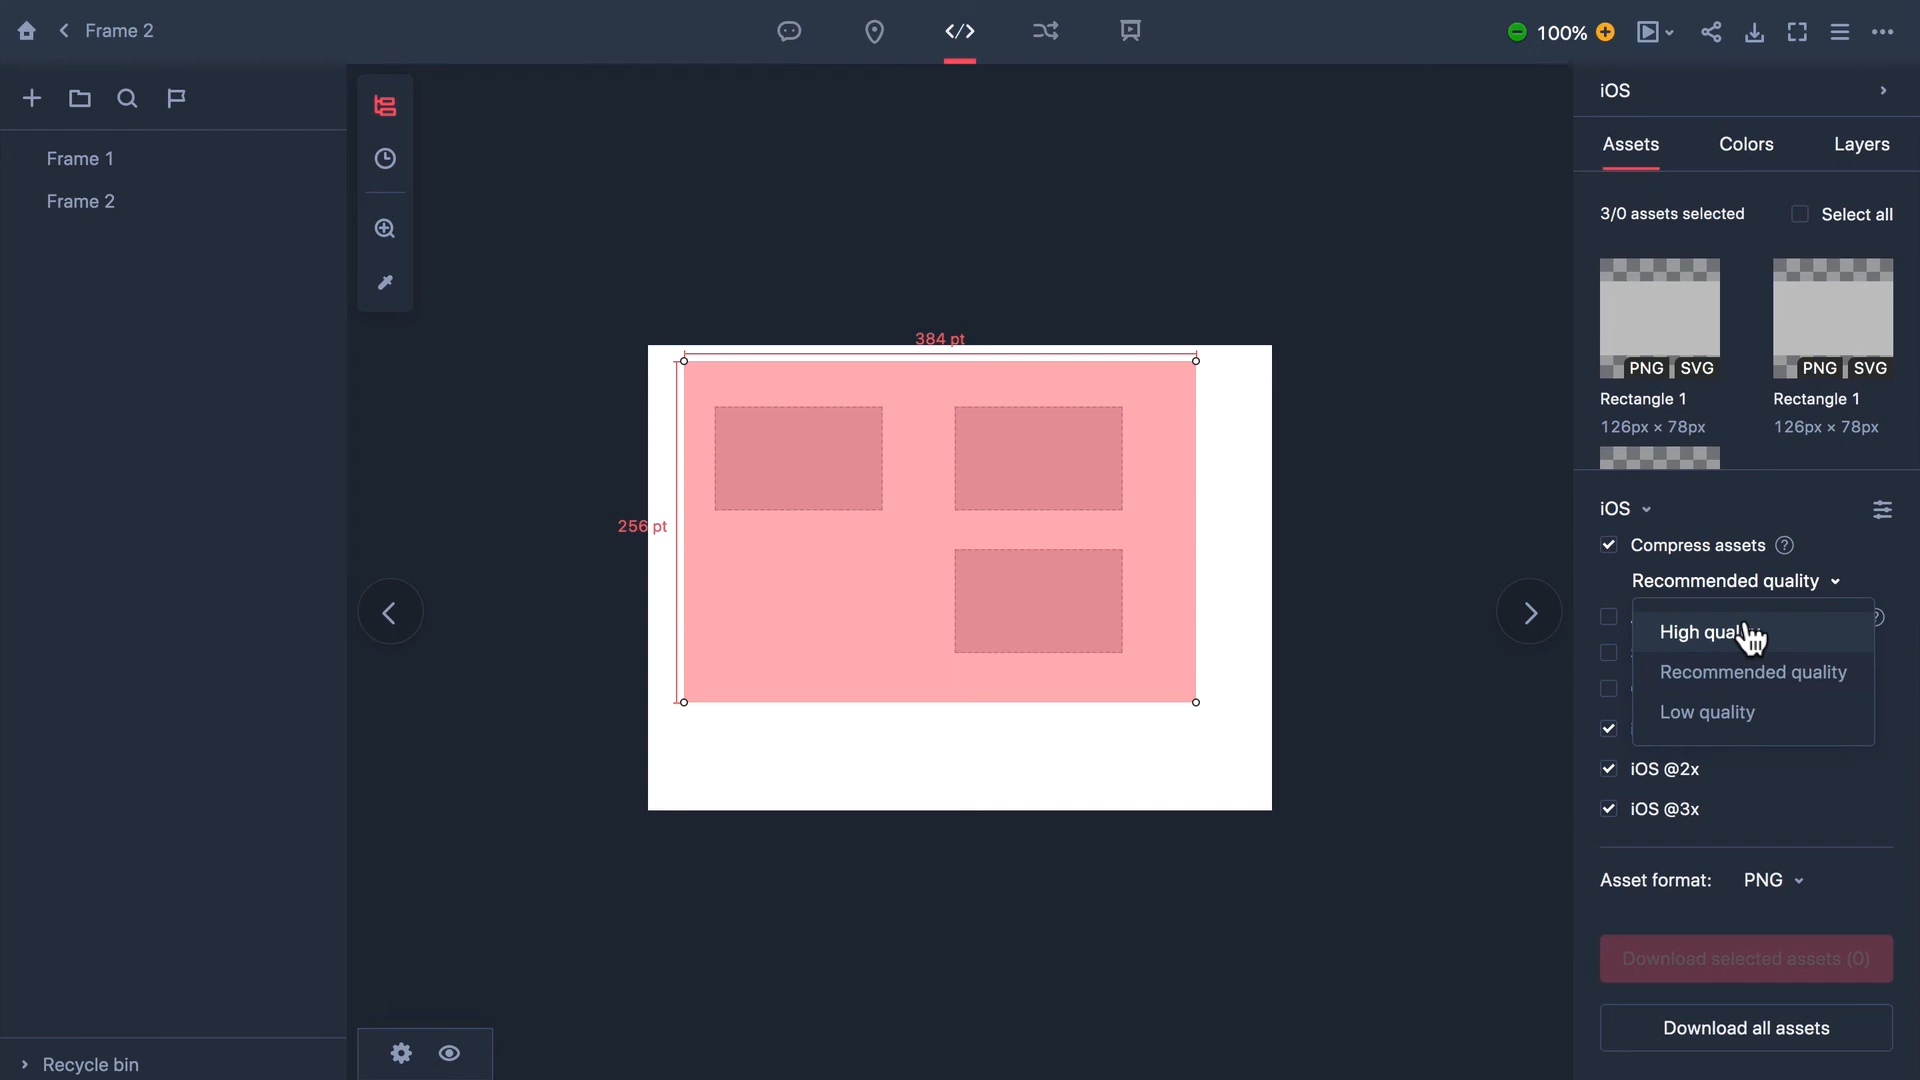 Frame 2
100%
Frame 1
Frame 2
Recycle bin
384 pt
256 pt
iOS
Assets
Colors
Layers
3/0 assets selected
Select all
PNG SVG
PNG SVG
Rectangle 1
Rectangle 1
126px × 78px
126px × 78px
iOS
Compress assets ?
Recommended quality
High
Recommended quality
Low quality
iOS @2x
iOS @3x
Asset format: PNG
Download selected assets (0)
Download all assets